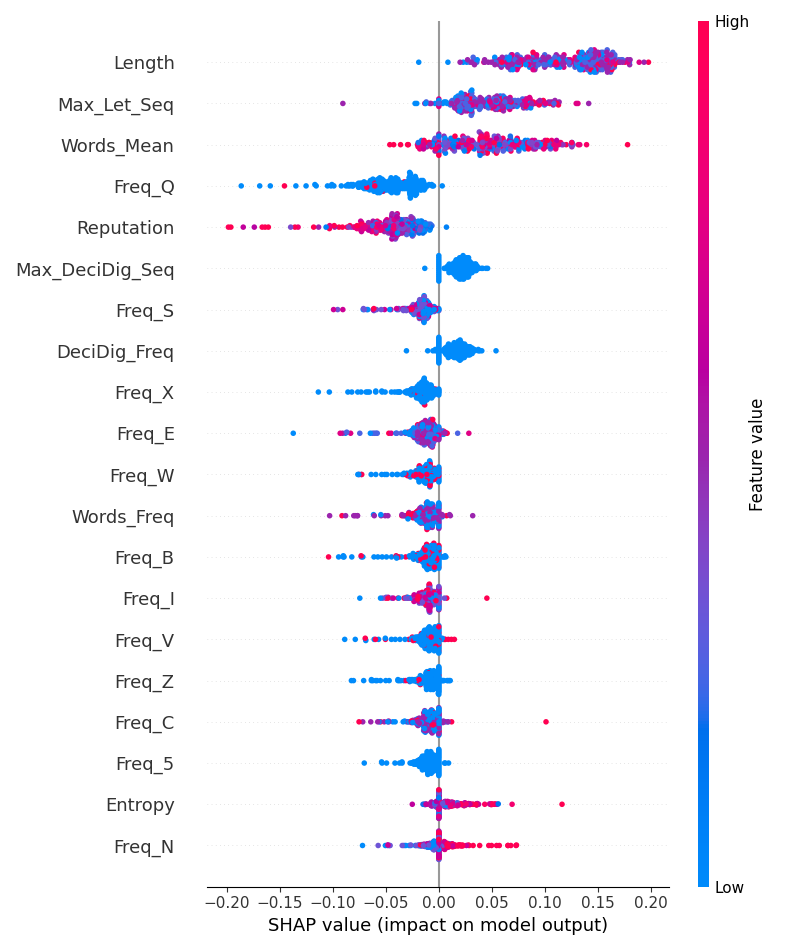 High
Length
Max_Let_Seq
Words_Mean
Freq_Q
Reputation
Max_DeciDig_Seq
Freq_S
DeciDig_Freq
Freq_X
Freq_E
Freq_W
Words_Freq
Freq_B
Freq_I
Freq_V
Freq_Z
Freq_C
Freq_5
Entropy
Freq_N
Feature value
Low
−0.20 −0.15 −0.10 −0.05 0.00 0.05 0.10 0.15 0.20
SHAP value (impact on model output)